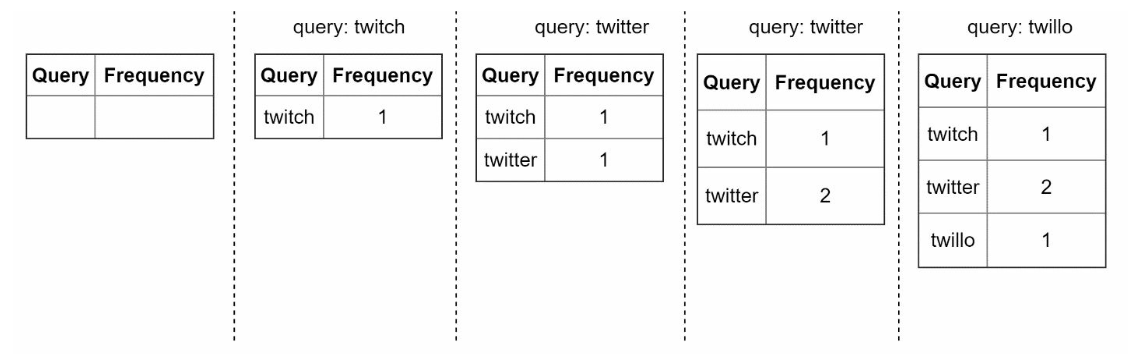 query: twitch
query: twitter
query: twitter
query: twillo
Query Frequency
Query Frequency
twitch 1
Query Frequency
twitch 1
twitter 1
Query Frequency
twitch 1
twitter 2
Query Frequency
twitch 1
twitter 2
twillo 1